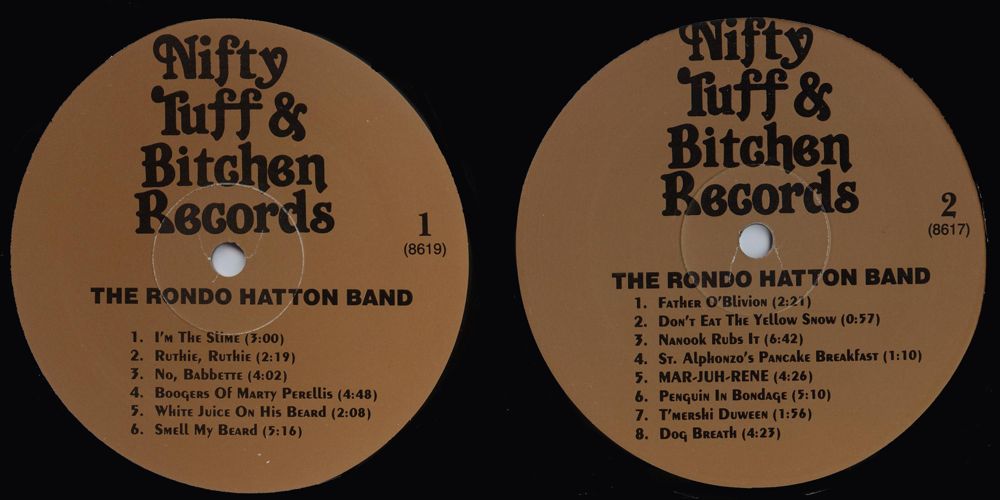 Nifty
Tuff &
Bitchen
Records
1
(8619)
THE RONDO HATTON BAND
1. I'm The Slime (3:00)
2. Ruthie, Ruthie (2:19)
3. No, Babbette (4:02)
4. Boogers Of Marty Perellis (4:48)
5. White Juice On His Beard (2:08)
6. Smell My Beard (5:16)
Nifty
Tuff &
Bitchen
Records
2
(8617)
THE RONDO HATTON BAND
1. Father O'Blivion (2:21)
2. Don't Eat The Yellow Snow (0:57)
3. Nanook Rubs It (6:42)
4. St. Alphonzo's Pancake Breakfast (1:10)
5. MAR-JUH-RENE (4:26)
6. Penguin In Bondage (5:10)
7. T'mershi Duween (1:56)
8. Dog Breath (4:23)